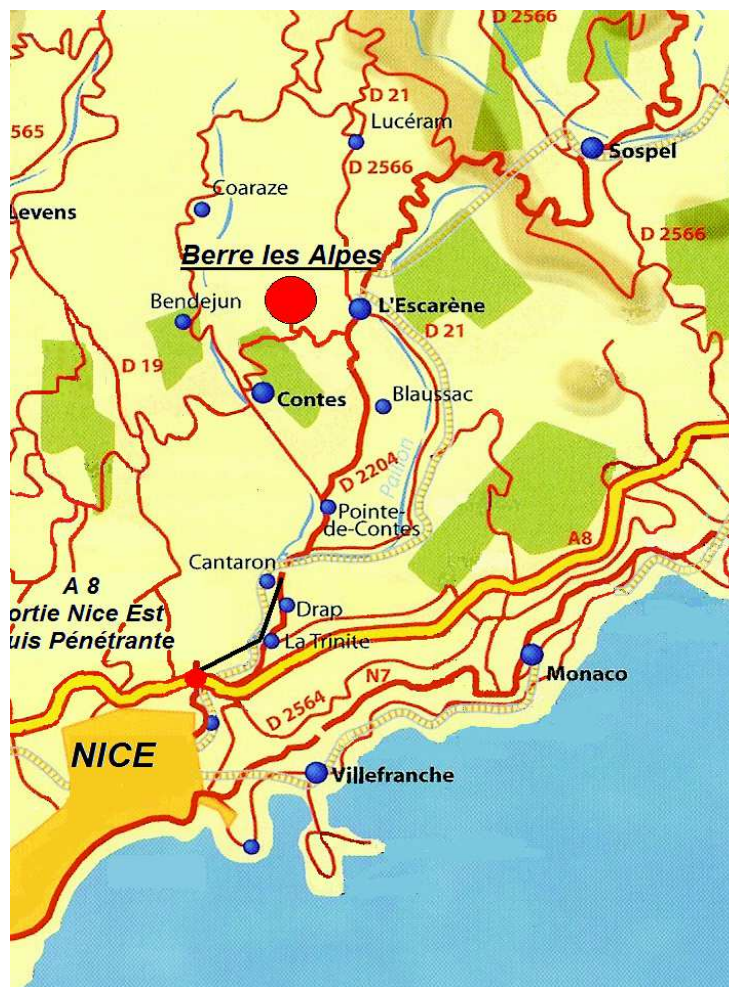 D 2566
D 21
Lucéram
565
D 2566
Sospel
Coaraze
Levens
D 2566
Berre les Alpes
Bendejun
L'Escarène
D 21
D 19
Contes
Blaussac
D 2204
Paillon
Pointe-
de-Contes
A8
Cantaron
A 8
ortie Nice Est
uis Pénétrante
Drap
La Trinite
Monaco
N7
D 2564
NICE
Villefranche